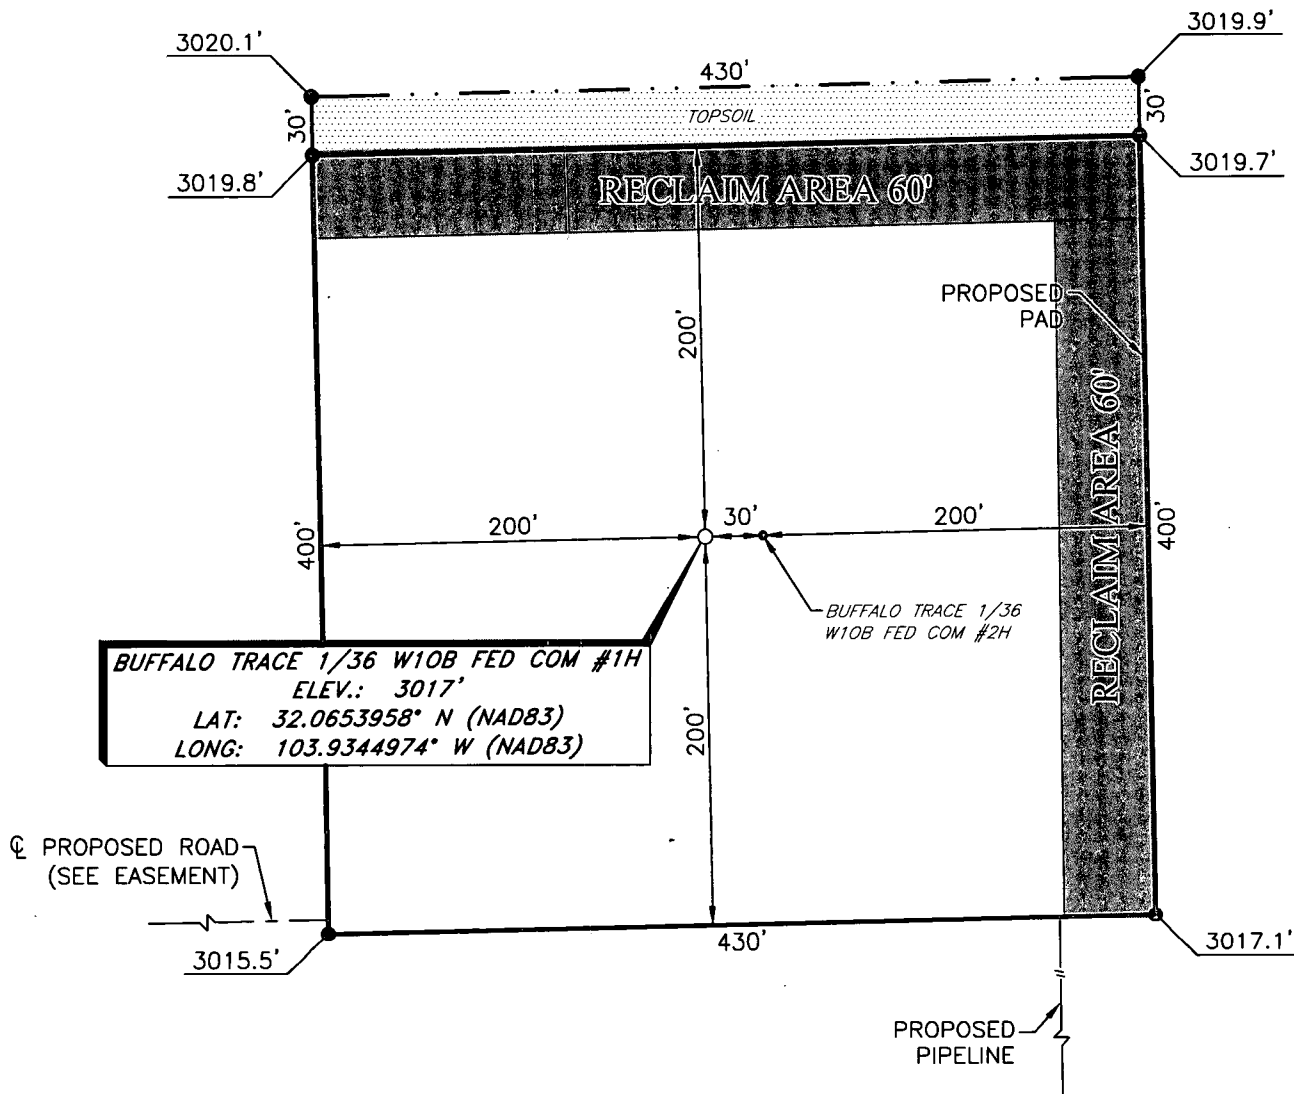 3019.9'
3020.1'
430'
30'
TOPSOIL
30'
3019.8'
RECLAIM AREA 60'
3019.7'
PROPOSED
PAD
200'
RECLAIM AREA 60'
200'
30'
200'
400'
400'
BUFFALO TRACE 1/36
W1OB FED COM #2H
BUFFALO TRACE 1/36 W1OB FED COM #1H
ELEV.: 3017'
LAT: 32.0653958° N (NAD83)
LONG: 103.9344974° W (NAD83)
200'
℄ PROPOSED ROAD
(SEE EASEMENT)
430'
3015.5'
3017.1'
PROPOSED
PIPELINE